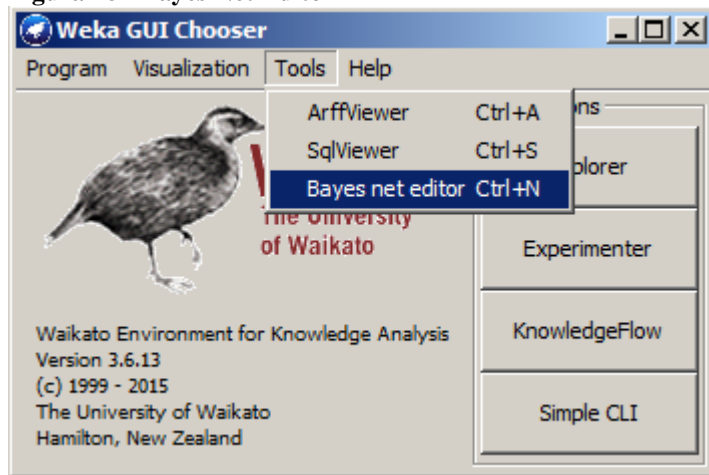 Weka GUI Chooser
Program Visualization Tools Help
ArffViewer Ctrl+A
SqlViewer Ctrl+S
Bayes net editor Ctrl+N
The University
of Waikato
Experimenter
KnowledgeFlow
Simple CLI
Waikato Environment for Knowledge Analysis
Version 3.6.13
(c) 1999 - 2015
The University of Waikato
Hamilton, New Zealand